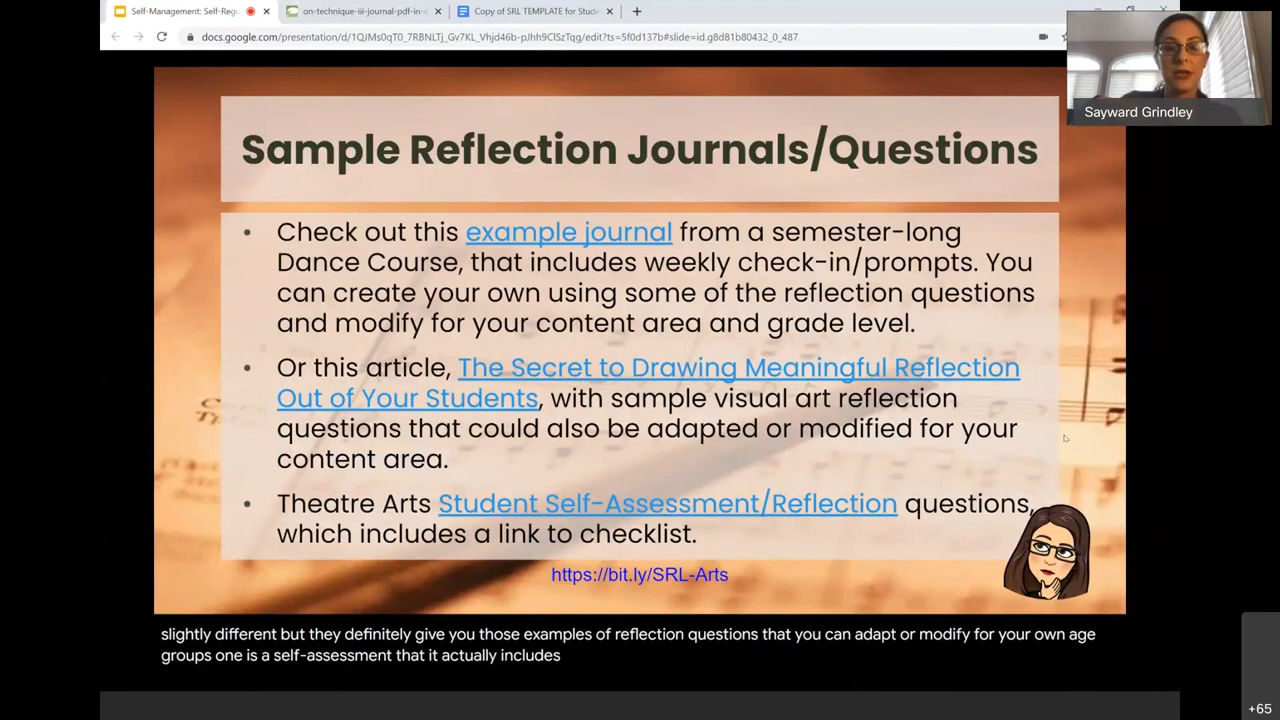 Self-Management: Self-Regu
on-technique-iii-journal-pdf-in-v
Copy of SRL TEMPLATE for Stude
docs.google.com/presentation/d/1QJMs0qT0_7RBNLTj_Gv7KL_Vhjd46b-pJhh9ClSzTqg/edit?ts=5f0d137b#slide=id.g8d81b80432_0_487
Sayward Grindley
Sample Reflection Journals/Questions
• Check out this example journal from a semester-long
Dance Course, that includes weekly check-in/prompts. You
can create your own using some of the reflection questions
and modify for your content area and grade level.
• Or this article, The Secret to Drawing Meaningful Reflection
Out of Your Students, with sample visual art reflection
questions that could also be adapted or modified for your
content area.
• Theatre Arts Student Self-Assessment/Reflection questions,
which includes a link to checklist.
https://bit.ly/SRL-Arts
slightly different but they definitely give you those examples of reflection questions that you can adapt or modify for your own age
groups one is a self-assessment that it actually includes
+65